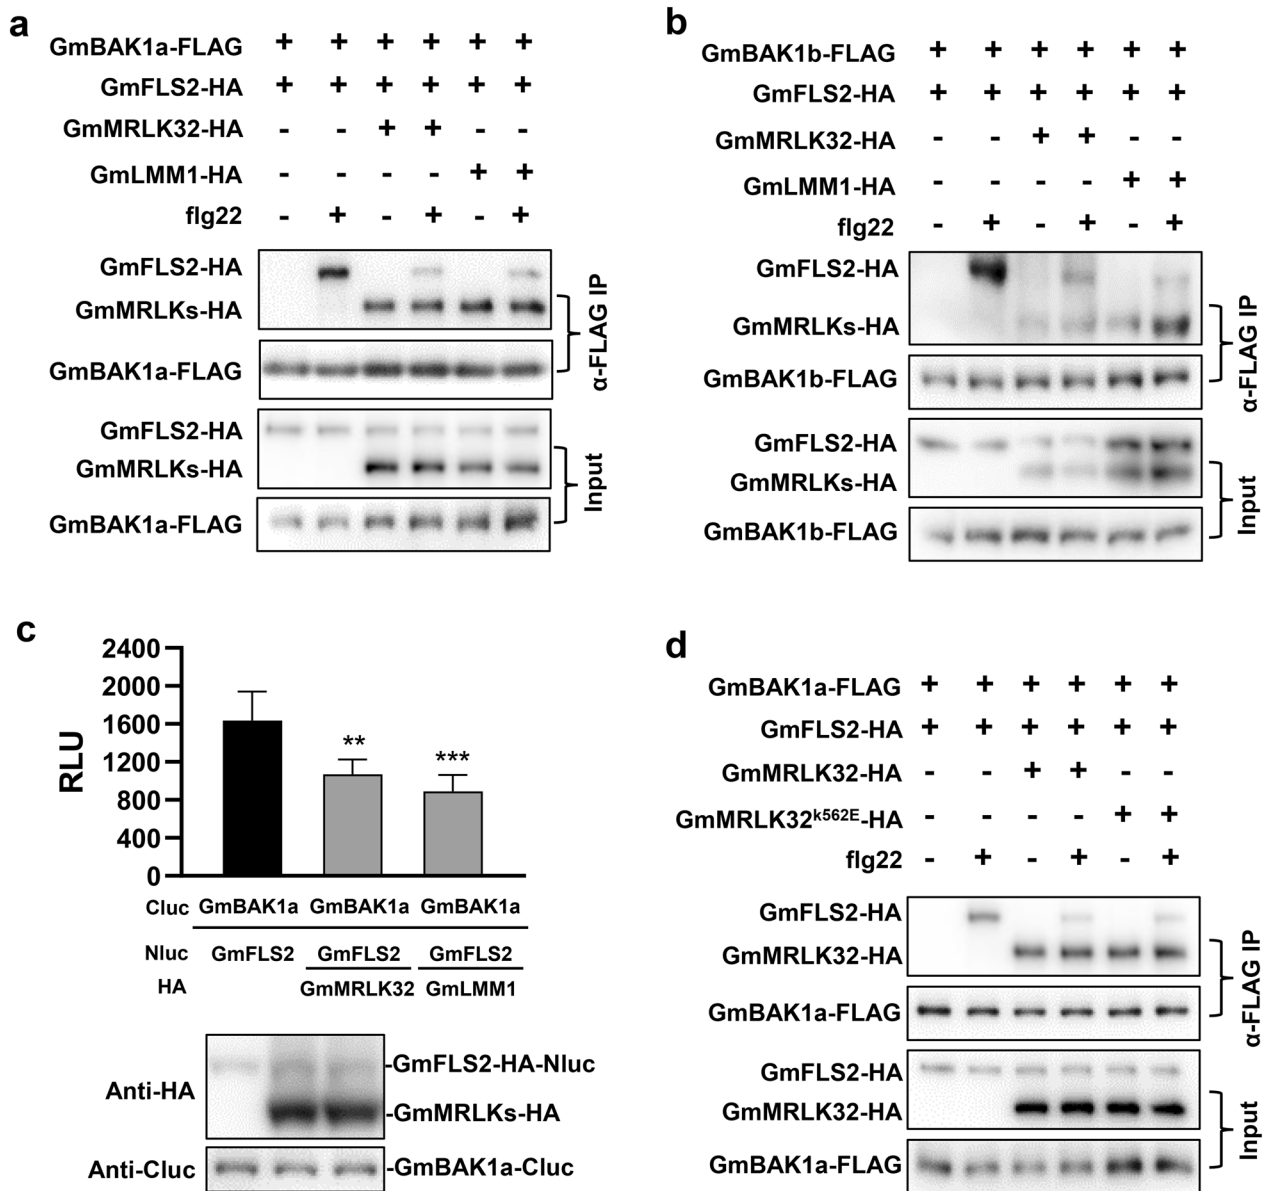 a
GmBAK1a-FLAG + + + + + +
GmFLS2-HA + + + + + +
GmMRLK32-HA - - + + - -
GmLMM1-HA - - - - + +
flg22 - + - + - +
GmFLS2-HA
GmMRLKs-HA
GmBAK1a-FLAG
α-FLAG IP
GmFLS2-HA
GmMRLKs-HA
GmBAK1a-FLAG
Input
b
GmBAK1b-FLAG + + + + + +
GmFLS2-HA + + + + + +
GmMRLK32-HA - - + + - -
GmLMM1-HA - - - - + +
flg22 - + - + - +
GmFLS2-HA
GmMRLKs-HA
GmBAK1b-FLAG
α-FLAG IP
GmFLS2-HA
GmMRLKs-HA
GmBAK1b-FLAG
Input
c
RLU
2400
2000
1600
1200
800
400
0
**
***
Cluc GmBAK1a GmBAK1a GmBAK1a
Nluc GmFLS2 GmFLS2 GmFLS2
HA GmMRLK32 GmLMM1
Anti-HA
-GmFLS2-HA-Nluc
-GmMRLKs-HA
Anti-Cluc -GmBAK1a-Cluc
d
GmBAK1a-FLAG + + + + + +
GmFLS2-HA + + + + + +
GmMRLK32-HA - - + + - -
GmMRLK32k562E-HA - - - - + +
flg22 - + - + - +
GmFLS2-HA
GmMRLK32-HA
GmBAK1a-FLAG
α-FLAG IP
GmFLS2-HA
GmMRLK32-HA
GmBAK1a-FLAG
Input